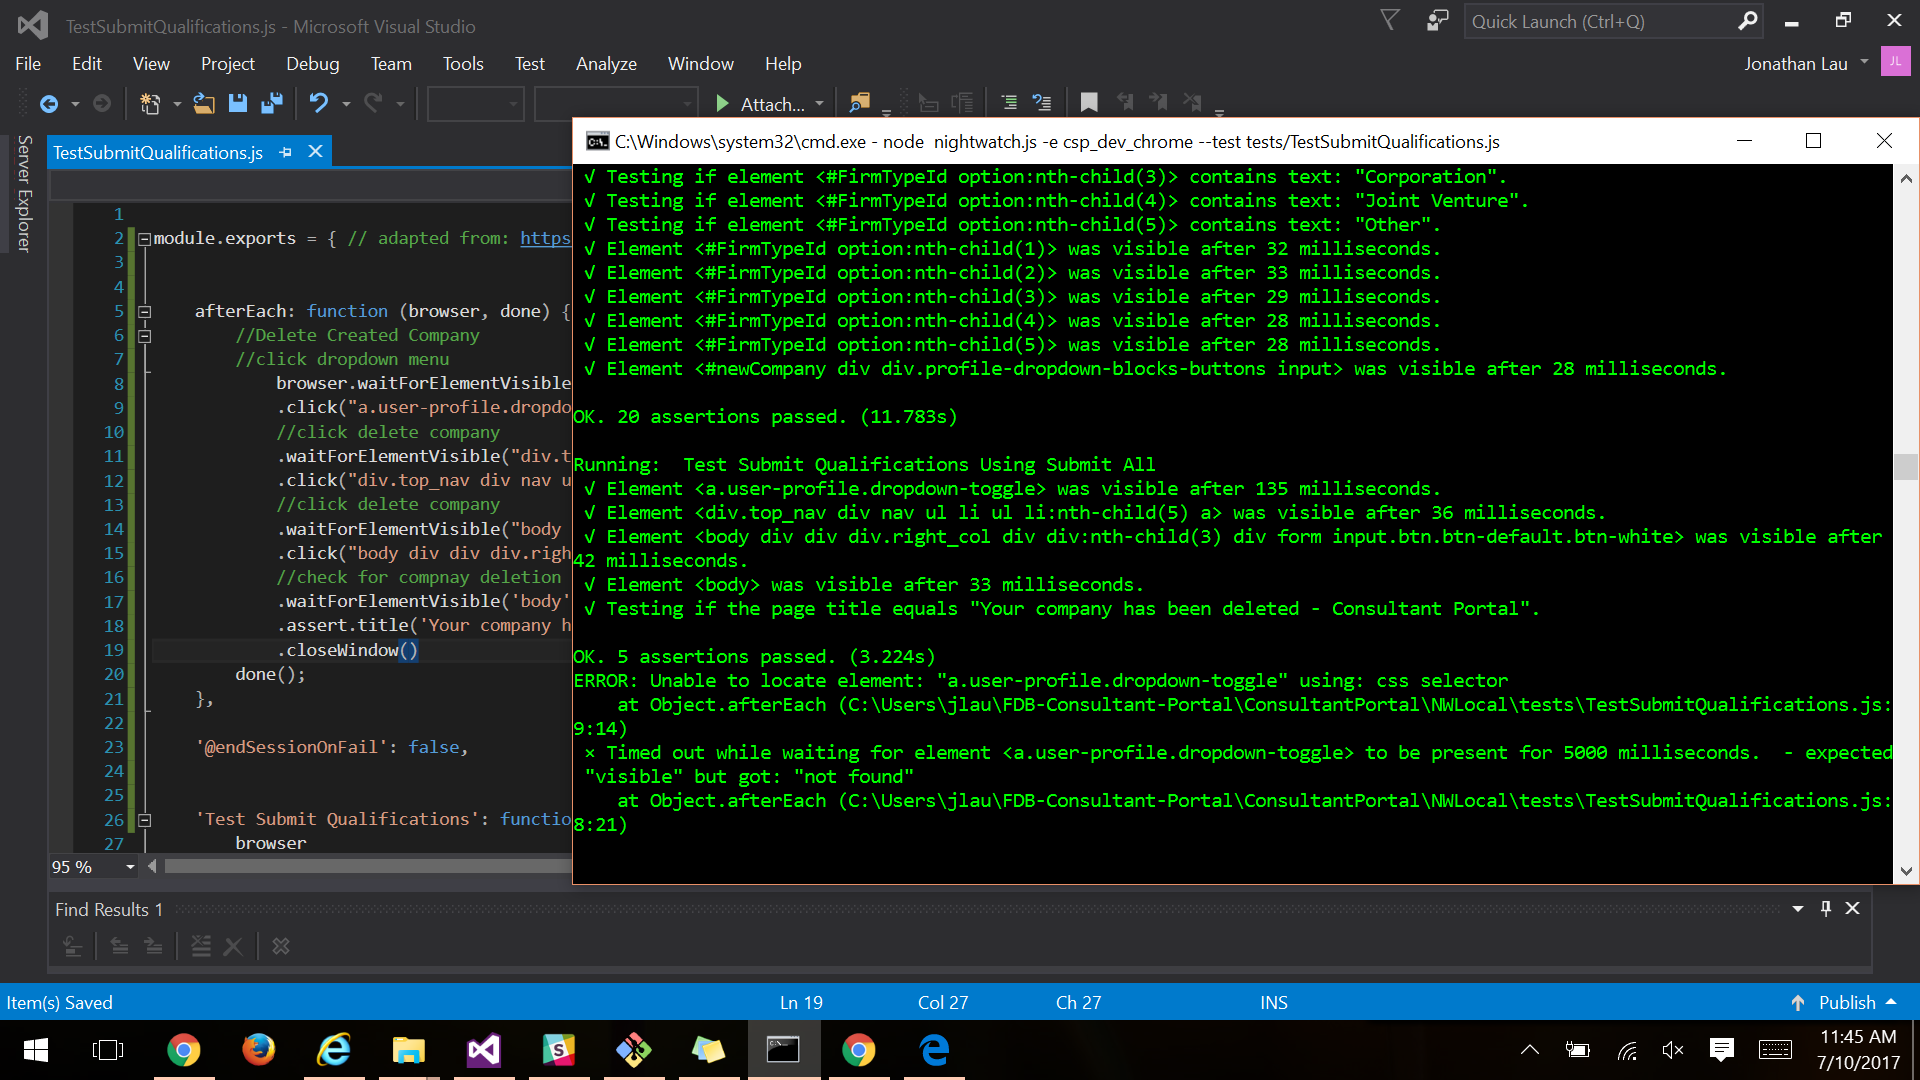 TestSubmitQualifications.js - Microsoft Visual Studio
Quick Launch (Ctrl+Q)
File Edit View Project Debug Team Tools Test Analyze Window Help
Jonathan Lau JL
Attach...
Server Explorer
TestSubmitQualifications.js
1
2 module.exports = { // adapted from: https
3
4
5 afterEach: function (browser, done) {
6 //Delete Created Company
7 //click dropdown menu
8 browser.waitForElementVisible
9 .click("a.user-profile.dropdo
10 //click delete company
11 .waitForElementVisible("div.t
12 .click("div.top_nav div nav u
13 //click delete company
14 .waitForElementVisible("body
15 .click("body div div div.righ
16 //check for compnay deletion
17 .waitForElementVisible('body'
18 .assert.title('Your company h
19 .closeWindow()
20 done();
21 },
22
23 '@endSessionOnFail': false,
24
25
26 'Test Submit Qualifications': functio
27 browser
95 %
C:\Windows\system32\cmd.exe - node nightwatch.js -e csp_dev_chrome --test tests/TestSubmitQualifications.js
√ Testing if element <#FirmTypeId option:nth-child(3)> contains text: "Corporation".
√ Testing if element <#FirmTypeId option:nth-child(4)> contains text: "Joint Venture".
√ Testing if element <#FirmTypeId option:nth-child(5)> contains text: "Other".
√ Element <#FirmTypeId option:nth-child(1)> was visible after 32 milliseconds.
√ Element <#FirmTypeId option:nth-child(2)> was visible after 33 milliseconds.
√ Element <#FirmTypeId option:nth-child(3)> was visible after 29 milliseconds.
√ Element <#FirmTypeId option:nth-child(4)> was visible after 28 milliseconds.
√ Element <#FirmTypeId option:nth-child(5)> was visible after 28 milliseconds.
√ Element <#newCompany div div.profile-dropdown-blocks-buttons input> was visible after 28 milliseconds.
OK. 20 assertions passed. (11.783s)
Running: Test Submit Qualifications Using Submit All
√ Element <a.user-profile.dropdown-toggle> was visible after 135 milliseconds.
√ Element <div.top_nav div nav ul li ul li:nth-child(5) a> was visible after 36 milliseconds.
√ Element <body div div div.right_col div div:nth-child(3) div form input.btn.btn-default.btn-white> was visible after
42 milliseconds.
√ Element <body> was visible after 33 milliseconds.
√ Testing if the page title equals "Your company has been deleted - Consultant Portal".
OK. 5 assertions passed. (3.224s)
ERROR: Unable to locate element: "a.user-profile.dropdown-toggle" using: css selector
at Object.afterEach (C:\Users\jlau\FDB-Consultant-Portal\ConsultantPortal\NWLocal\tests\TestSubmitQualifications.js:
9:14)
× Timed out while waiting for element <a.user-profile.dropdown-toggle> to be present for 5000 milliseconds. - expected
"visible" but got: "not found"
at Object.afterEach (C:\Users\jlau\FDB-Consultant-Portal\ConsultantPortal\NWLocal\tests\TestSubmitQualifications.js:
8:21)
Find Results 1
Item(s) Saved Ln 19 Col 27 Ch 27 INS Publish
11:45 AM
7/10/2017